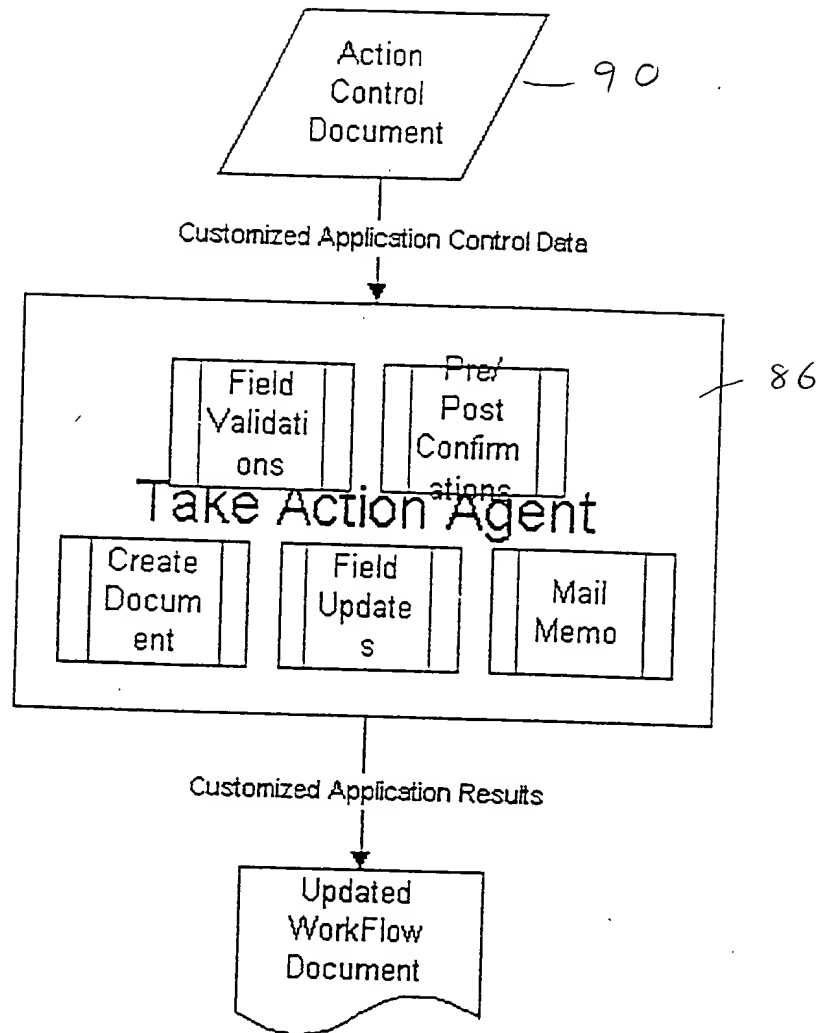 Action
Control
Document
90
Customized Application Control Data
86
Field
Validati
ons
Pre/
Post
Confirm
ations
Take Action Agent
Create
Docum
ent
Field
Update
s
Mail
Memo
Customized Application Results
Updated
WorkFlow
Document